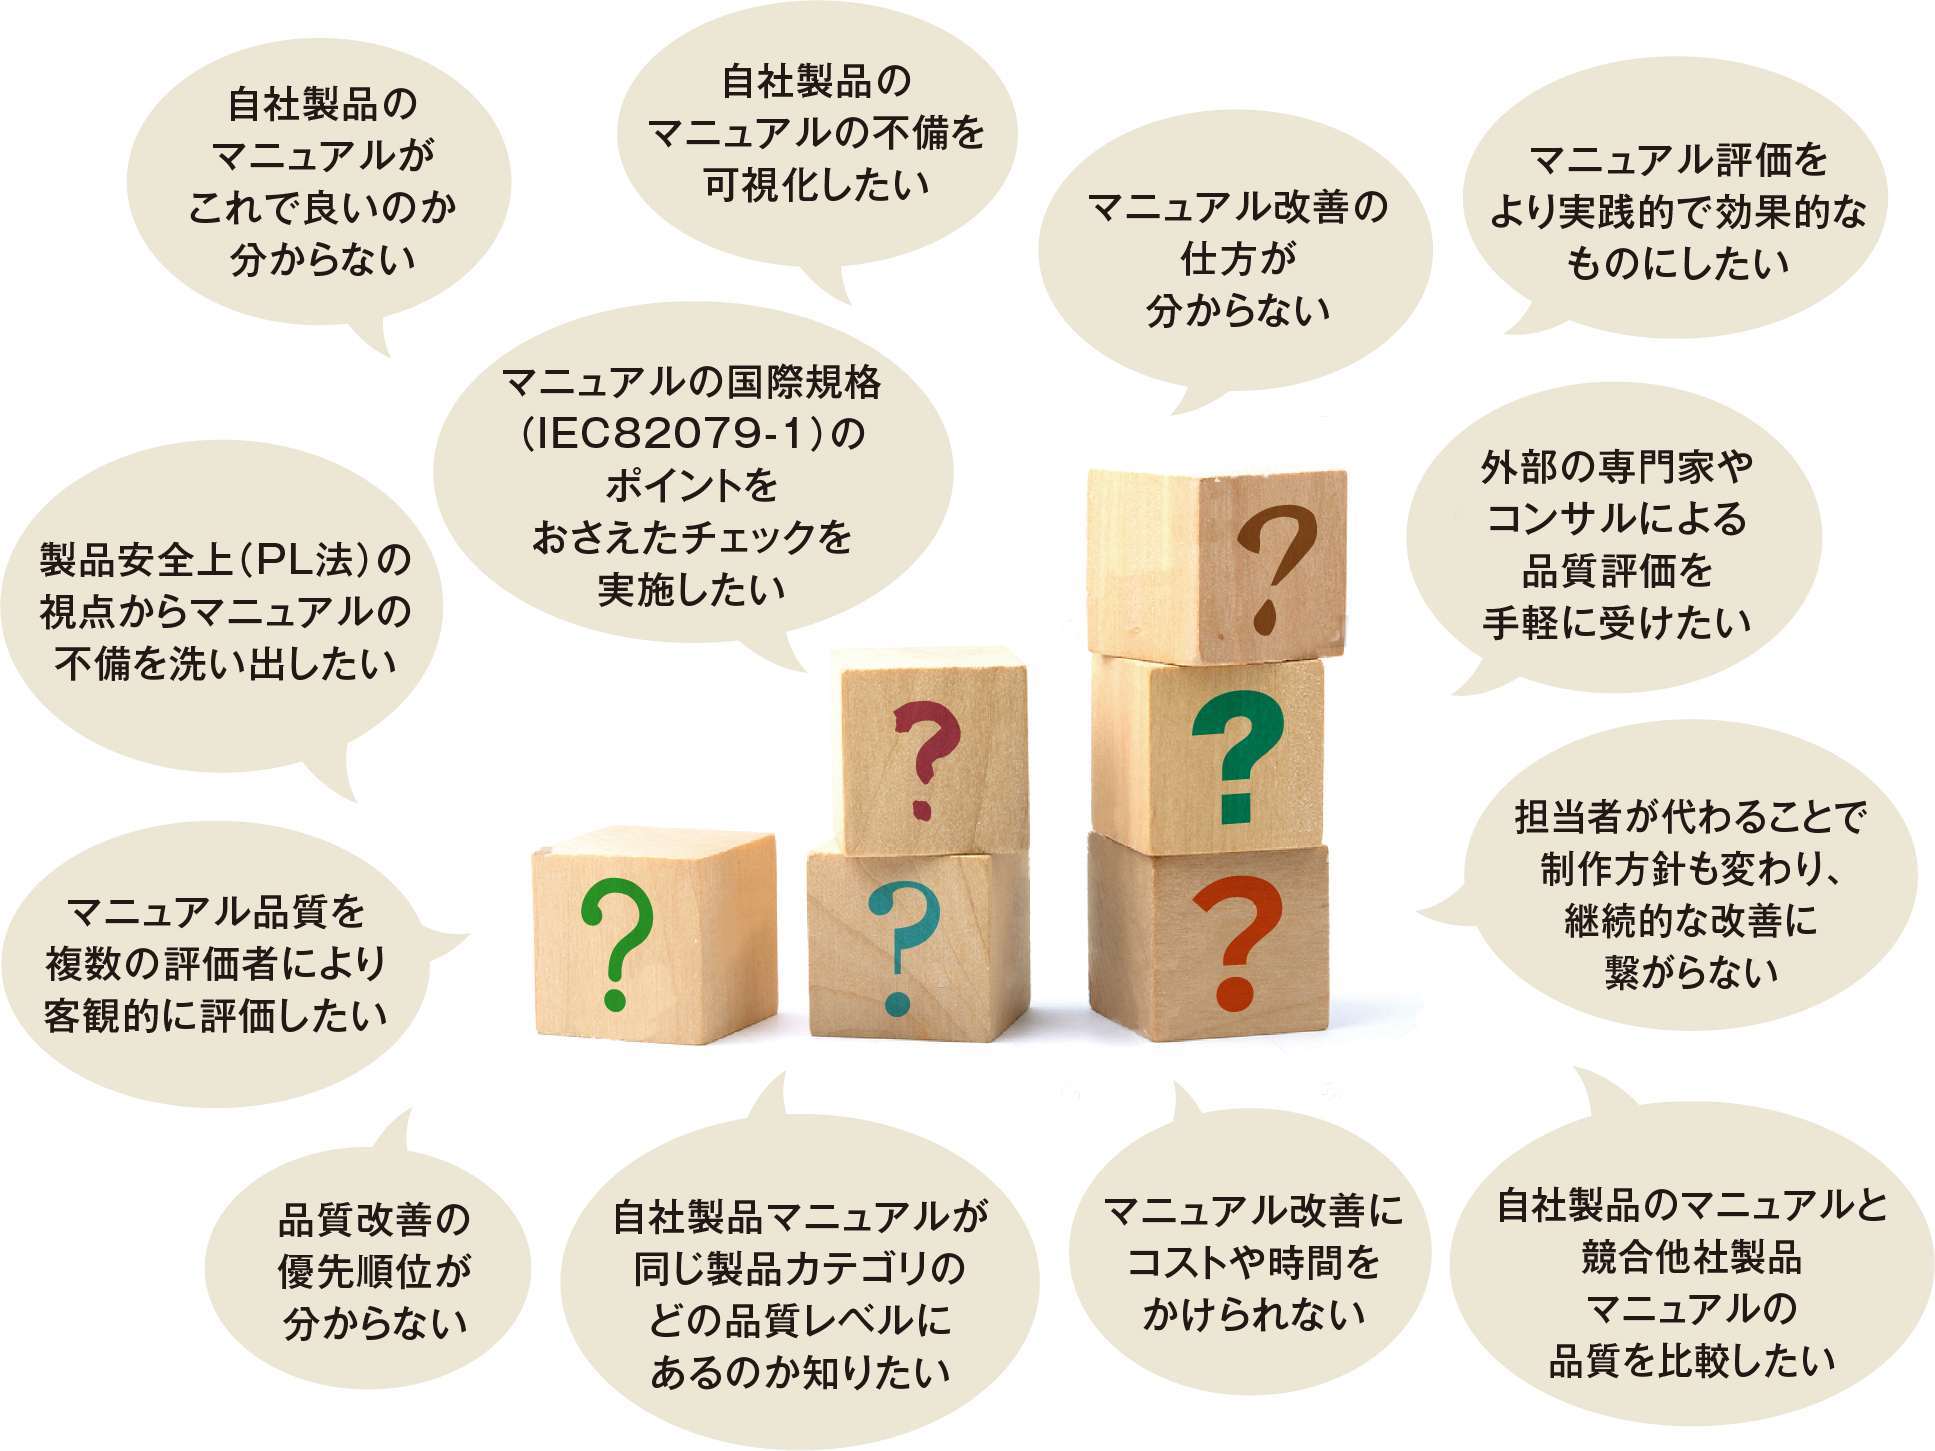 自社製品の
マニュアルが
これで良いのか
分からない
自社製品の
マニュアルの不備を
可視化したい
マニュアル改善の
仕方が
分からない
マニュアル評価を
より実践的で効果的な
ものにしたい
マニュアルの国際規格
（IEC82079-1）の
ポイントを
おさえたチェックを
実施したい
外部の専門家や
コンサルによる
品質評価を
手軽に受けたい
製品安全上（PL法）の
視点からマニュアルの
不備を洗い出したい
?
?
?
担当者が代わることで
制作方針も変わり、
継続的な改善に
繋がらない
マニュアル品質を
複数の評価者により
客観的に評価したい
?
?
?
品質改善の
優先順位が
分からない
自社製品マニュアルが
同じ製品カテゴリの
どの品質レベルに
あるのか知りたい
マニュアル改善に
コストや時間を
かけられない
自社製品のマニュアルと
競合他社製品
マニュアルの
品質を比較したい